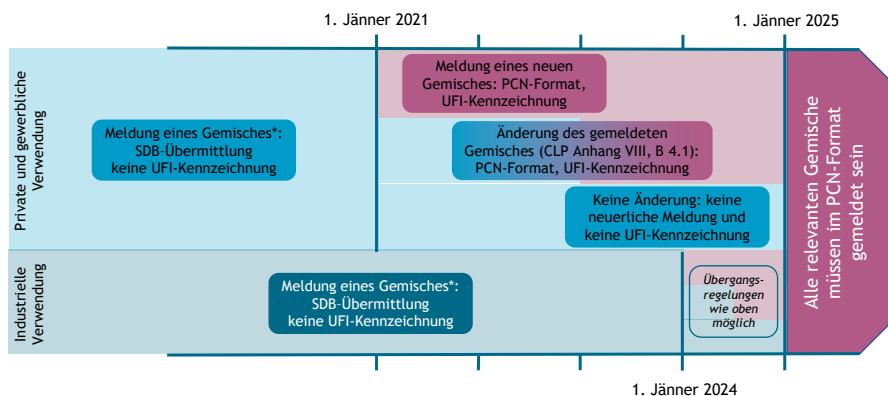 1. Jänner 2021
1. Jänner 2025
Private und gewerbliche
Verwendung
Meldung eines Gemisches*:
SDB-Übermittlung
keine UFI-Kennzeichnung
Meldung eines neuen
Gemisches: PCN-Format,
UFI-Kennzeichnung
Änderung des gemeldeten
Gemisches (CLP Anhang VIII, B 4.1):
PCN-Format, UFI-Kennzeichnung
Keine Änderung: keine
neuerliche Meldung und
keine UFI-Kennzeichnung
Industrielle
Verwendung
Meldung eines Gemisches*:
SDB-Übermittlung
keine UFI-Kennzeichnung
Übergangs-
regelungen
wie oben
möglich
Alle relevanten Gemische
müssen im PCN-Format
gemeldet sein
1. Jänner 2024